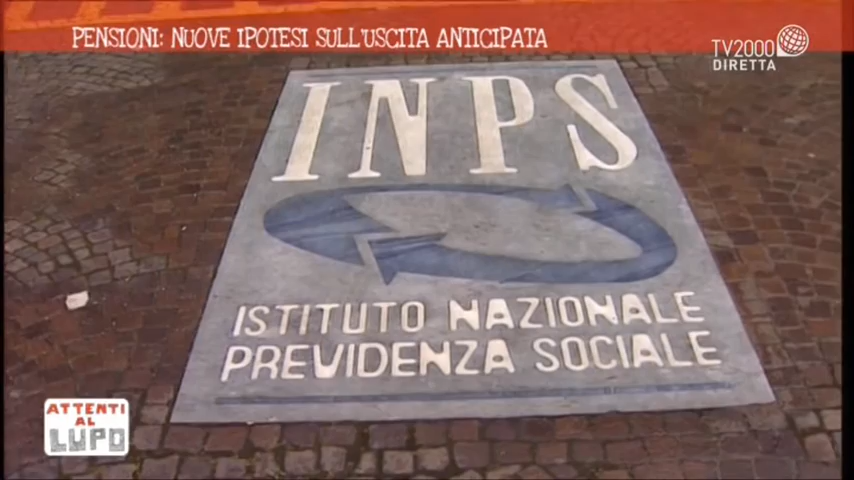 PENSIONI: NUOVE IPOTESI SULL'USCITA ANTICIPATA
TV2000
DIRETTA
INPS
ISTITUTO NAZIONALE
PREVIDENZA SOCIALE
ATTENTI
AL
LUPO